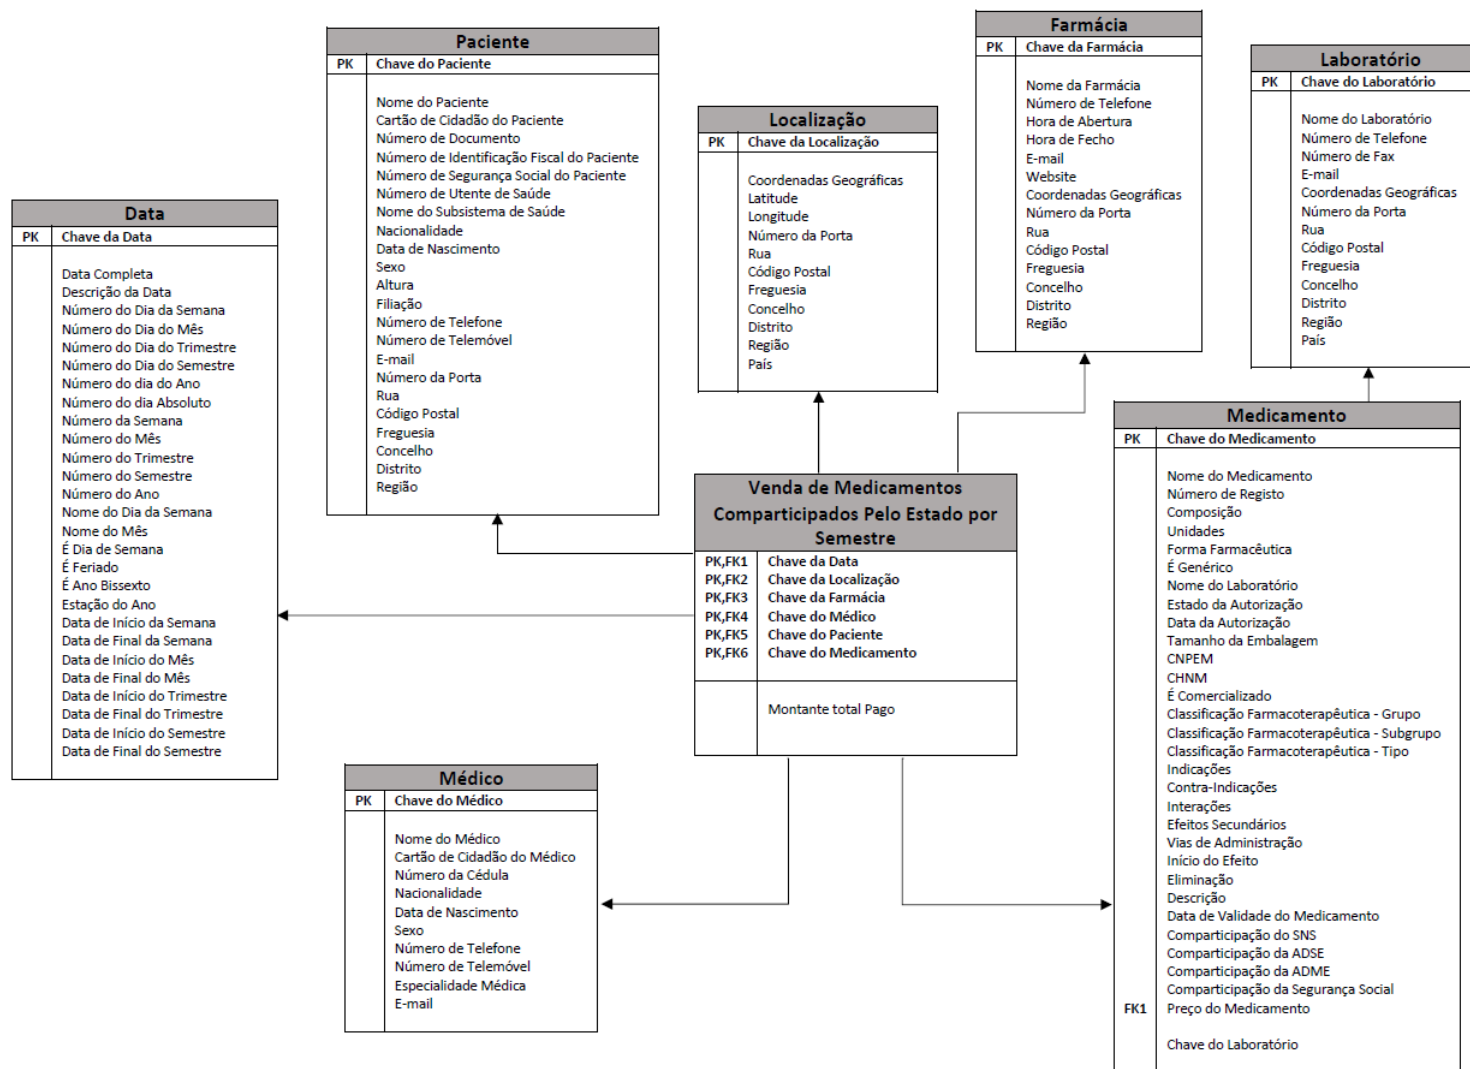 Paciente
PK Chave do Paciente
Nome do Paciente
Cartão de Cidadão do Paciente
Número de Documento
Número de Identificação Fiscal do Paciente
Número de Segurança Social do Paciente
Número de Utente de Saúde
Nome do Subsistema de Saúde
Nacionalidade
Data de Nascimento
Sexo
Altura
Filiação
Número de Telefone
Número de Telemóvel
E-mail
Número da Porta
Rua
Código Postal
Freguesia
Concelho
Distrito
Região
Farmácia
PK Chave da Farmácia
Nome da Farmácia
Número de Telefone
Hora de Abertura
Hora de Fecho
E-mail
Website
Coordenadas Geográficas
Número da Porta
Rua
Código Postal
Freguesia
Concelho
Distrito
Região
Laboratório
PK Chave do Laboratório
Nome do Laboratório
Número de Telefone
Número de Fax
E-mail
Coordenadas Geográficas
Número da Porta
Rua
Código Postal
Freguesia
Concelho
Distrito
Região
País
Localização
PK Chave da Localização
Coordenadas Geográficas
Latitude
Longitude
Número da Porta
Rua
Código Postal
Freguesia
Concelho
Distrito
Região
País
Data
PK Chave da Data
Data Completa
Descrição da Data
Número do Dia da Semana
Número do Dia do Mês
Número do Dia do Trimestre
Número do Dia do Semestre
Número do dia do Ano
Número do dia Absoluto
Número da Semana
Número do Mês
Número do Trimestre
Número do Semestre
Número do Ano
Nome do Dia da Semana
Nome do Mês
É Dia de Semana
É Feriado
É Ano Bissexto
Estação do Ano
Data de Início da Semana
Data de Final da Semana
Data de Início do Mês
Data de Final do Mês
Data de Início do Trimestre
Data de Final do Trimestre
Data de Início do Semestre
Data de Final do Semestre
Venda de Medicamentos
Comparticipados Pelo Estado por
Semestre
PK,FK1 Chave da Data
PK,FK2 Chave da Localização
PK,FK3 Chave da Farmácia
PK,FK4 Chave do Médico
PK,FK5 Chave do Paciente
PK,FK6 Chave do Medicamento
Montante total Pago
Medicamento
PK Chave do Medicamento
Nome do Medicamento
Número de Registo
Composição
Unidades
Forma Farmacêutica
É Genérico
Nome do Laboratório
Estado da Autorização
Data da Autorização
Tamanho da Embalagem
CNPEM
CHNM
É Comercializado
Classificação Farmacoterapêutica - Grupo
Classificação Farmacoterapêutica - Subgrupo
Classificação Farmacoterapêutica - Tipo
Indicações
Contra-Indicações
Interações
Efeitos Secundários
Vias de Administração
Início do Efeito
Eliminação
Descrição
Data de Validade do Medicamento
Comparticipação do SNS
Comparticipação da ADSE
Comparticipação da ADME
Comparticipação da Segurança Social
FK1 Preço do Medicamento
Chave do Laboratório
Médico
PK Chave do Médico
Nome do Médico
Cartão de Cidadão do Médico
Número da Cédula
Nacionalidade
Data de Nascimento
Sexo
Número de Telefone
Número de Telemóvel
Especialidade Médica
E-mail